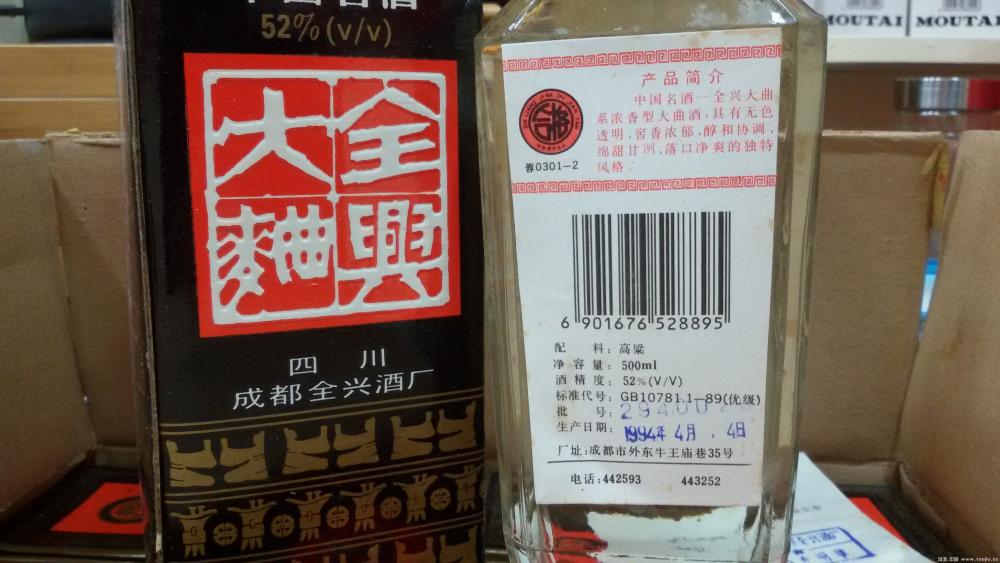 52%(V/V)
全興
大麯
四川
成都全兴酒厂
MOUTAI
MOUTAI
产品简介
中国名酒—全兴大曲
系浓香型大曲酒,具有无色
透明、窖香浓郁、醇和协调、
绵甜甘冽、落口净爽的独特
风格.
蓉0301-2
6 901676 528895
配 料:高粱
净容量:500ml
酒精度:52%(V/V)
标准代号:GB10781.1—89(优级)
批 号:
生产日期:1994年4月.4日
厂址:成都市外东牛王庙巷35号
电话:442593 443252